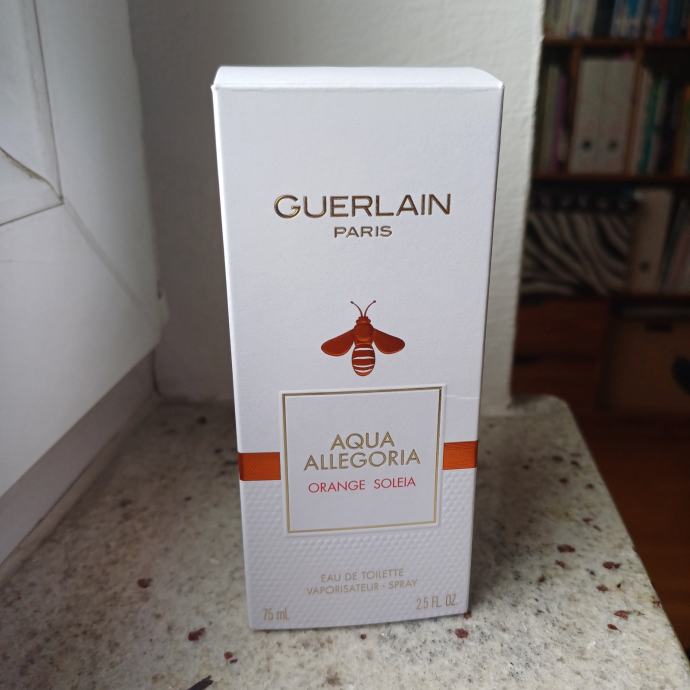 GUERLAIN
PARIS
AQUA
ALLEGORIA
ORANGE SOLEIA
EAU DE TOILETTE
VAPORISATEUR - SPRAY
75 mL
2.5 FL. OZ.